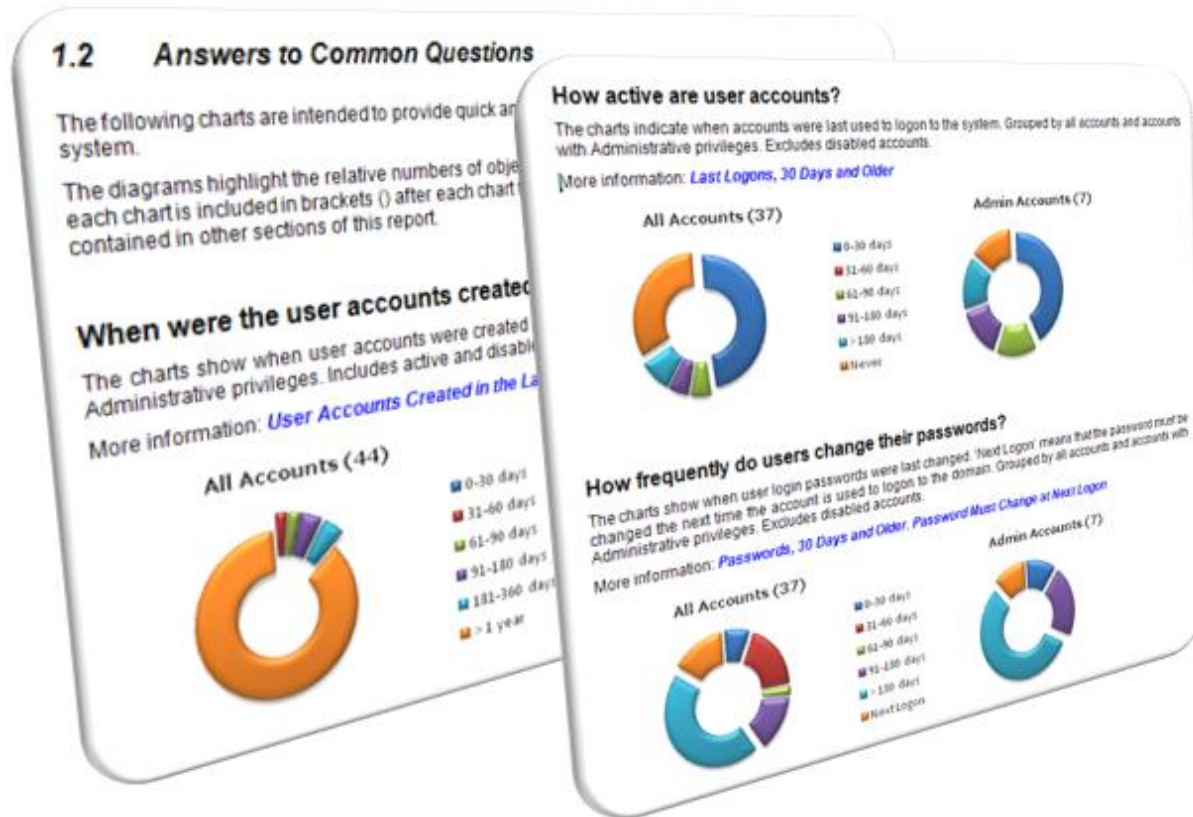 1.2 Answers to Common Questions
The following charts are intended to provide quick an
system.
The diagrams highlight the relative numbers of obje
each chart is included in brackets () after each chart t
contained in other sections of this report.
When were the user accounts created
The charts show when user accounts were created
Administrative privileges. Includes active and disable
More information: User Accounts Created in the La
All Accounts (44)
0-30 days
31-60 days
61-90 days
91-180 days
181-360 days
> 1 year
How active are user accounts?
The charts indicate when accounts were last used to logon to the system. Grouped by all accounts and accounts
with Administrative privileges. Excludes disabled accounts.
More information: Last Logons, 30 Days and Older
All Accounts (37)
0-30 days
31-60 days
61-90 days
91-180 days
>180 days
Never
Admin Accounts (7)
How frequently do users change their passwords?
The charts show when user login passwords were last changed. 'Next Logon' means that the password must be
changed the next time the account is used to logon to the domain. Grouped by all accounts and accounts with
Administrative privileges. Excludes disabled accounts.
More information: Passwords, 30 Days and Older, Password Must Change at Next Logon
All Accounts (37)
0-30 days
31-60 days
61-90 days
91-180 days
>180 days
Next Logon
Admin Accounts (7)